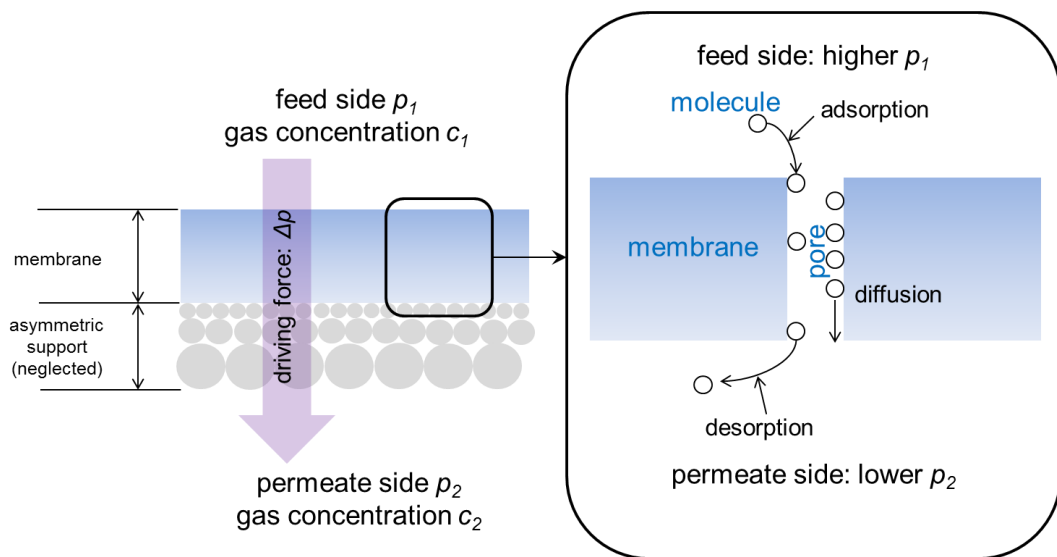 feed side p₁
gas concentration c₁
membrane
asymmetric
support
(neglected)
driving force: Δp
permeate side p₂
gas concentration c₂
feed side: higher p₁
molecule
adsorption
membrane
pore
diffusion
desorption
permeate side: lower p₂